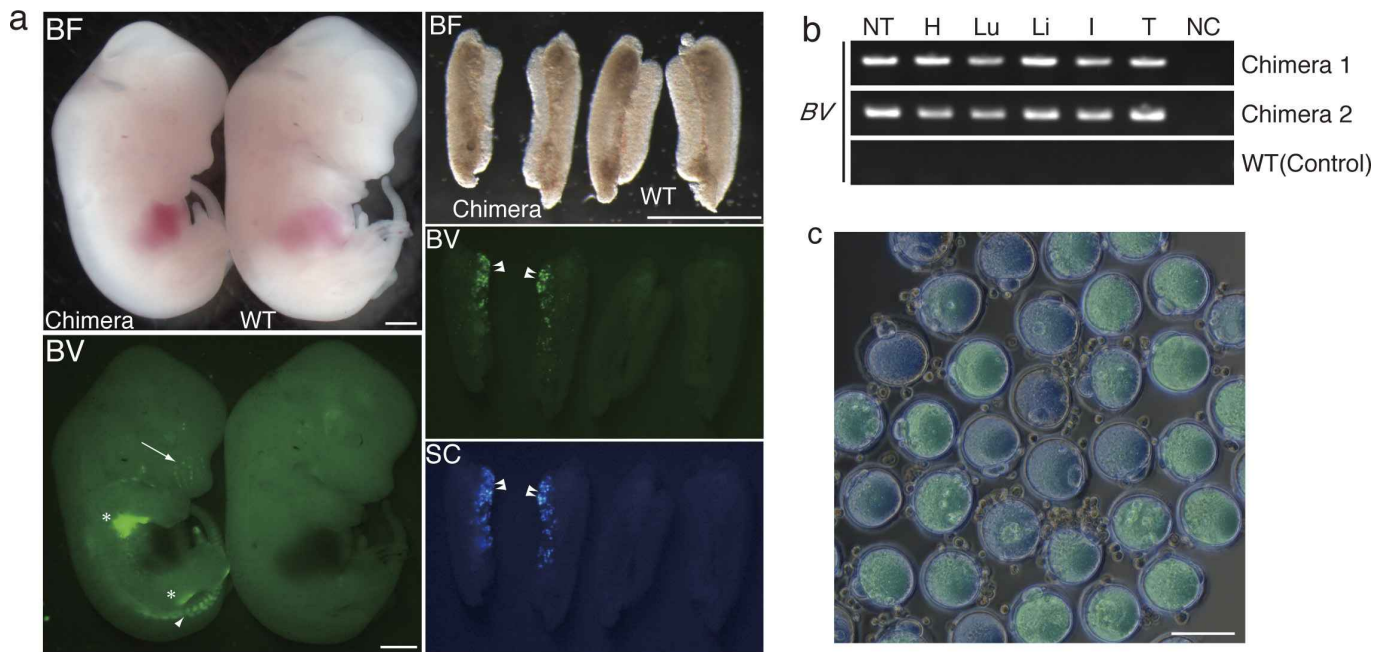 a
BF
Chimera
WT
BV
*
*
BF
Chimera
WT
BV
SC
b
NT H Lu Li I T NC
BV
Chimera 1
Chimera 2
WT(Control)
c